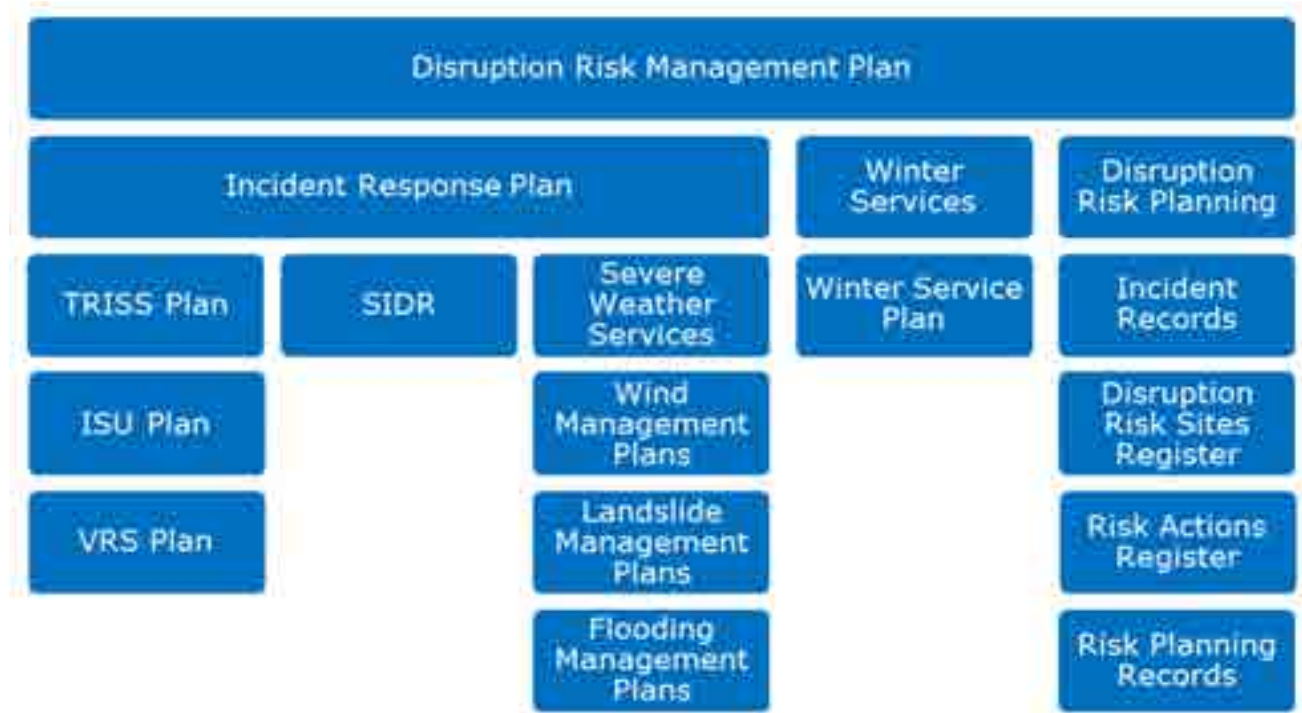 Disruption Risk Management Plan
Incident Response Plan
Winter
Services
Disruption
Risk Planning
TRISS Plan
SIDR
Severe
Weather
Services
Winter Service
Plan
Incident
Records
ISU Plan
Wind
Management
Plans
Disruption
Risk Sites
Register
VRS Plan
Landslide
Management
Plans
Risk Actions
Register
Flooding
Management
Plans
Risk Planning
Records